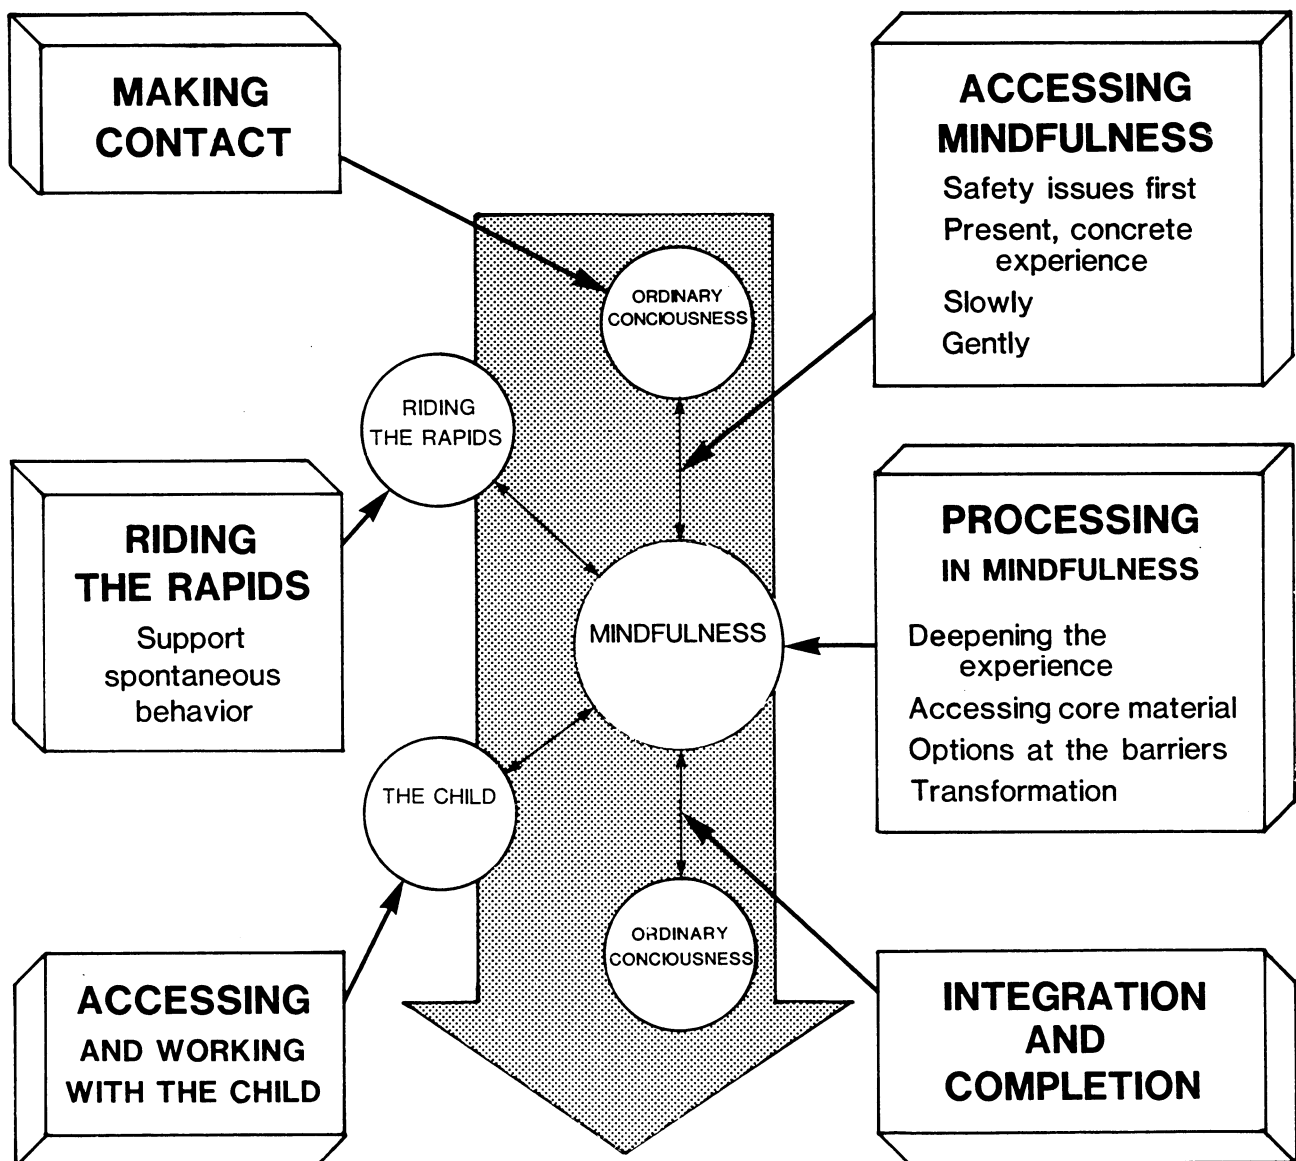 MAKING
CONTACT
ACCESSING
MINDFULNESS
Safety issues first
Present, concrete
experience
Slowly
Gently
ORDINARY
CONCIOUSNESS
RIDING
THE RAPIDS
RIDING
THE RAPIDS
Support
spontaneous
behavior
MINDFULNESS
PROCESSING
IN MINDFULNESS
Deepening the
experience
Accessing core material
Options at the barriers
Transformation
THE CHILD
ORDINARY
CONCIOUSNESS
ACCESSING
AND WORKING
WITH THE CHILD
INTEGRATION
AND
COMPLETION